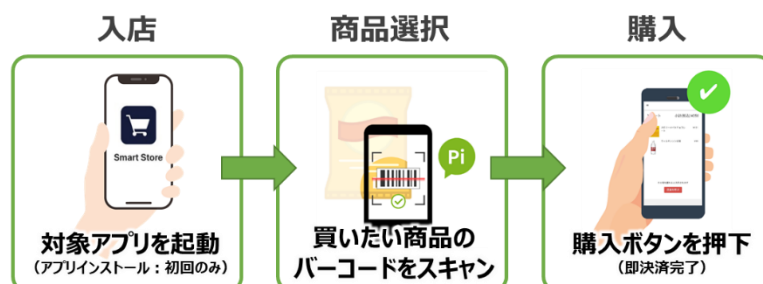 入店
商品選択
購入
Smart Store
対象アプリを起動
（アプリインストール：初回のみ）
Pi
買いたい商品の
バーコードをスキャン
購入ボタンを押下
（即決済完了）